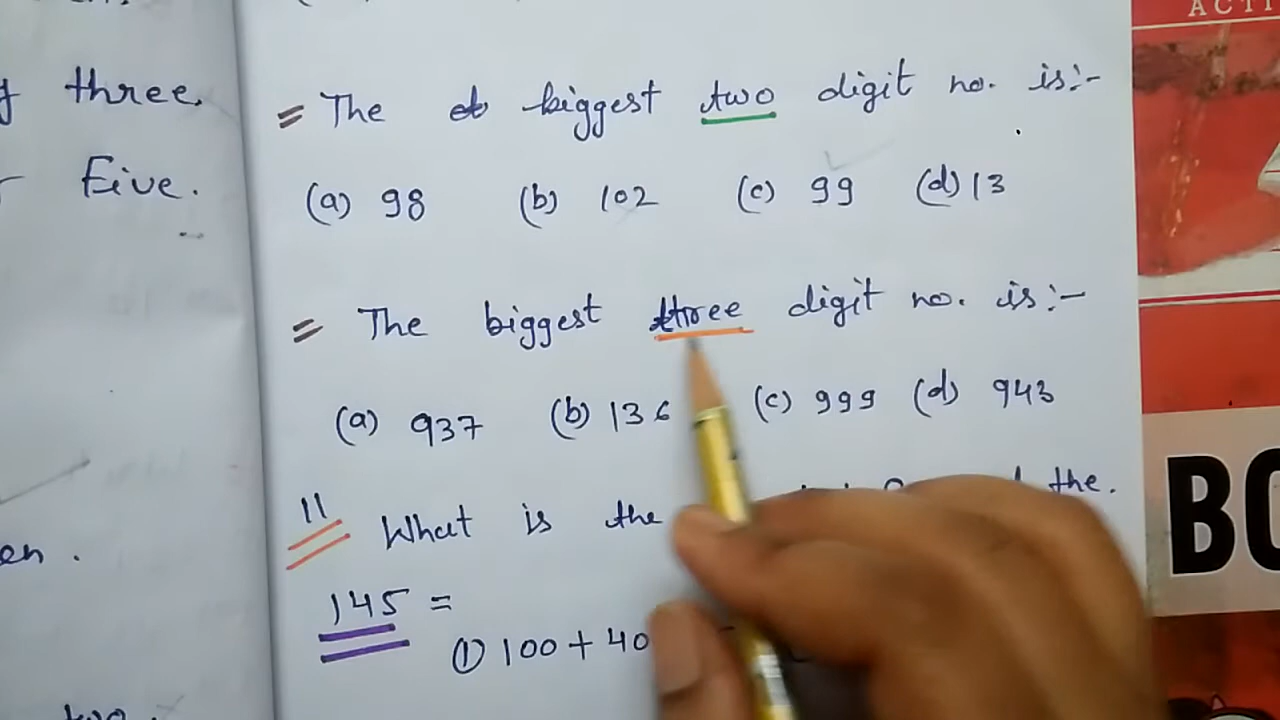 three.
Five.
= The biggest two digit no. is:-
(a) 98 (b) 102 (c) 99 (d) 13
= The biggest three digit no. is:-
(a) 937 (b) 136 (c) 999 (d) 943
11 What is the the.
145 =
① 100 + 40
ACTI
BO